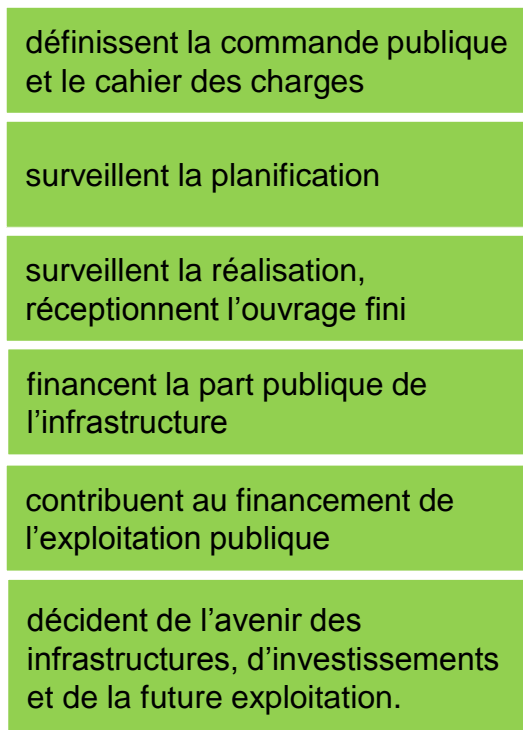 définissent la commande publique
et le cahier des charges
surveillent la planification
surveillent la réalisation,
réceptionnent l'ouvrage fini
financent la part publique de
l'infrastructure
contribuent au financement de
l'exploitation publique
décident de l'avenir des
infrastructures, d'investissements
et de la future exploitation.